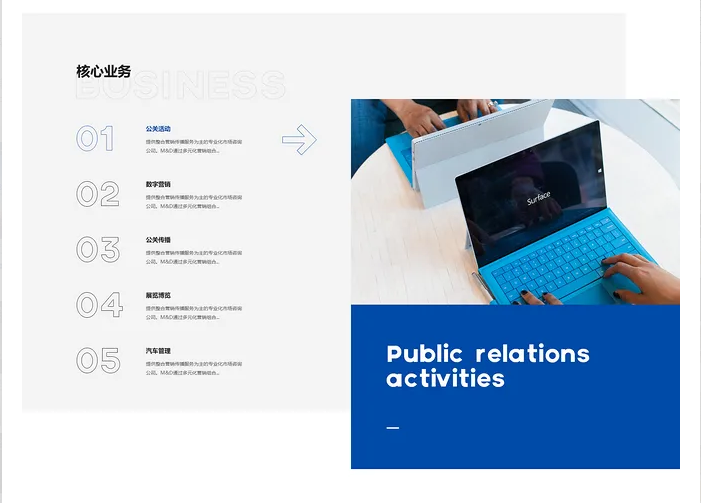 核心业务
BUSINESS
01
公关活动
提供整合营销传播服务为主的专业化市场咨询
公司。M&D通过多元化营销组合...
02
数字营销
提供整合营销传播服务为主的专业化市场咨询
公司。M&D通过多元化营销组合...
03
公关传播
提供整合营销传播服务为主的专业化市场咨询
公司。M&D通过多元化营销组合...
04
展览博览
提供整合营销传播服务为主的专业化市场咨询
公司。M&D通过多元化营销组合...
05
汽车管理
提供整合营销传播服务为主的专业化市场咨询
公司。M&D通过多元化营销组合...
Surface
Public relations
activities